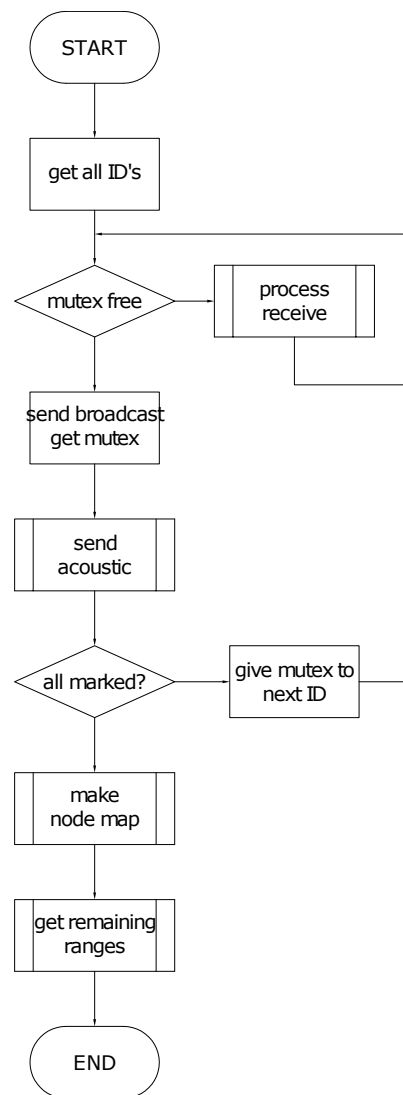 START
get all ID's
mutex free
process
receive
send broadcast
get mutex
send
acoustic
all marked?
give mutex to
next ID
make
node map
get remaining
ranges
END